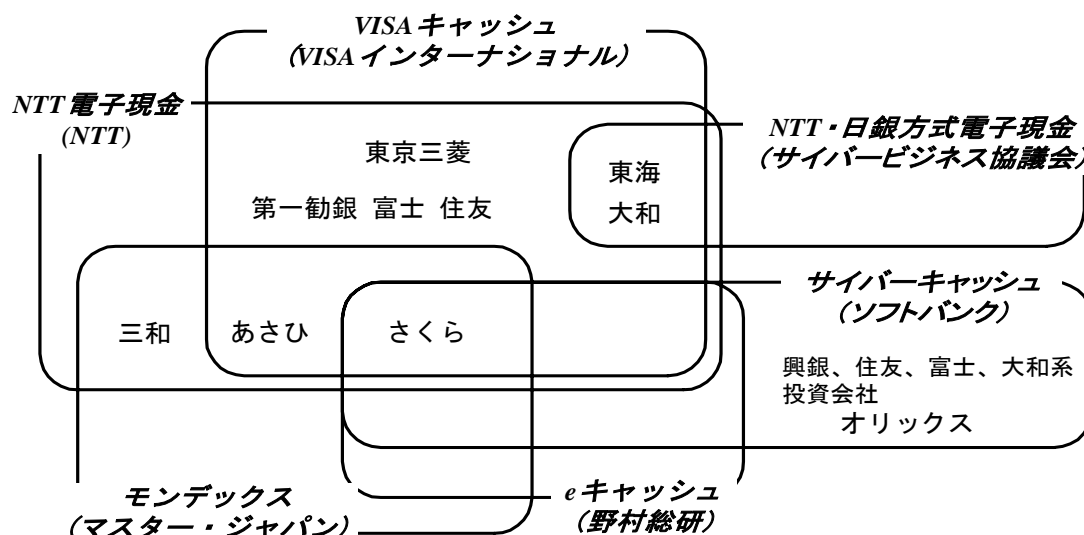 VISAキャッシュ
(VISAインターナショナル)
NTT電子現金
(NTT)
NTT・日銀方式電子現金
(サイバービジネス協議会)
東京三菱
東海
第一勧銀 富士 住友
大和
サイバーキャッシュ
(ソフトバンク)
三和 あさひ さくら
興銀、住友、富士、大和系
投資会社
オリックス
モンデックス
(マスター・ジャパン)
eキャッシュ
(野村総研)